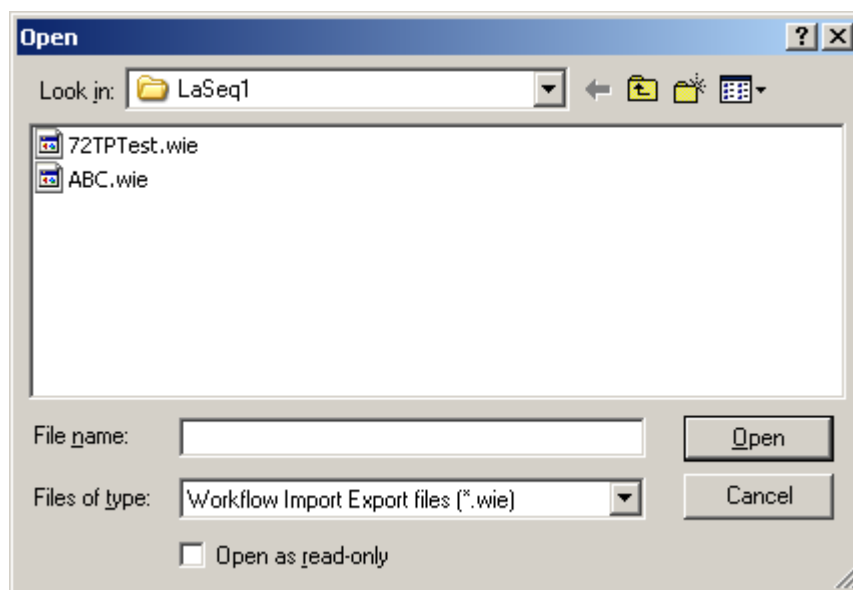 Open
Look in: LaSeq1
72TPTest.wie
ABC.wie
File name:
Open
Files of type: Workflow Import Export files (*.wie)
Cancel
Open as read-only